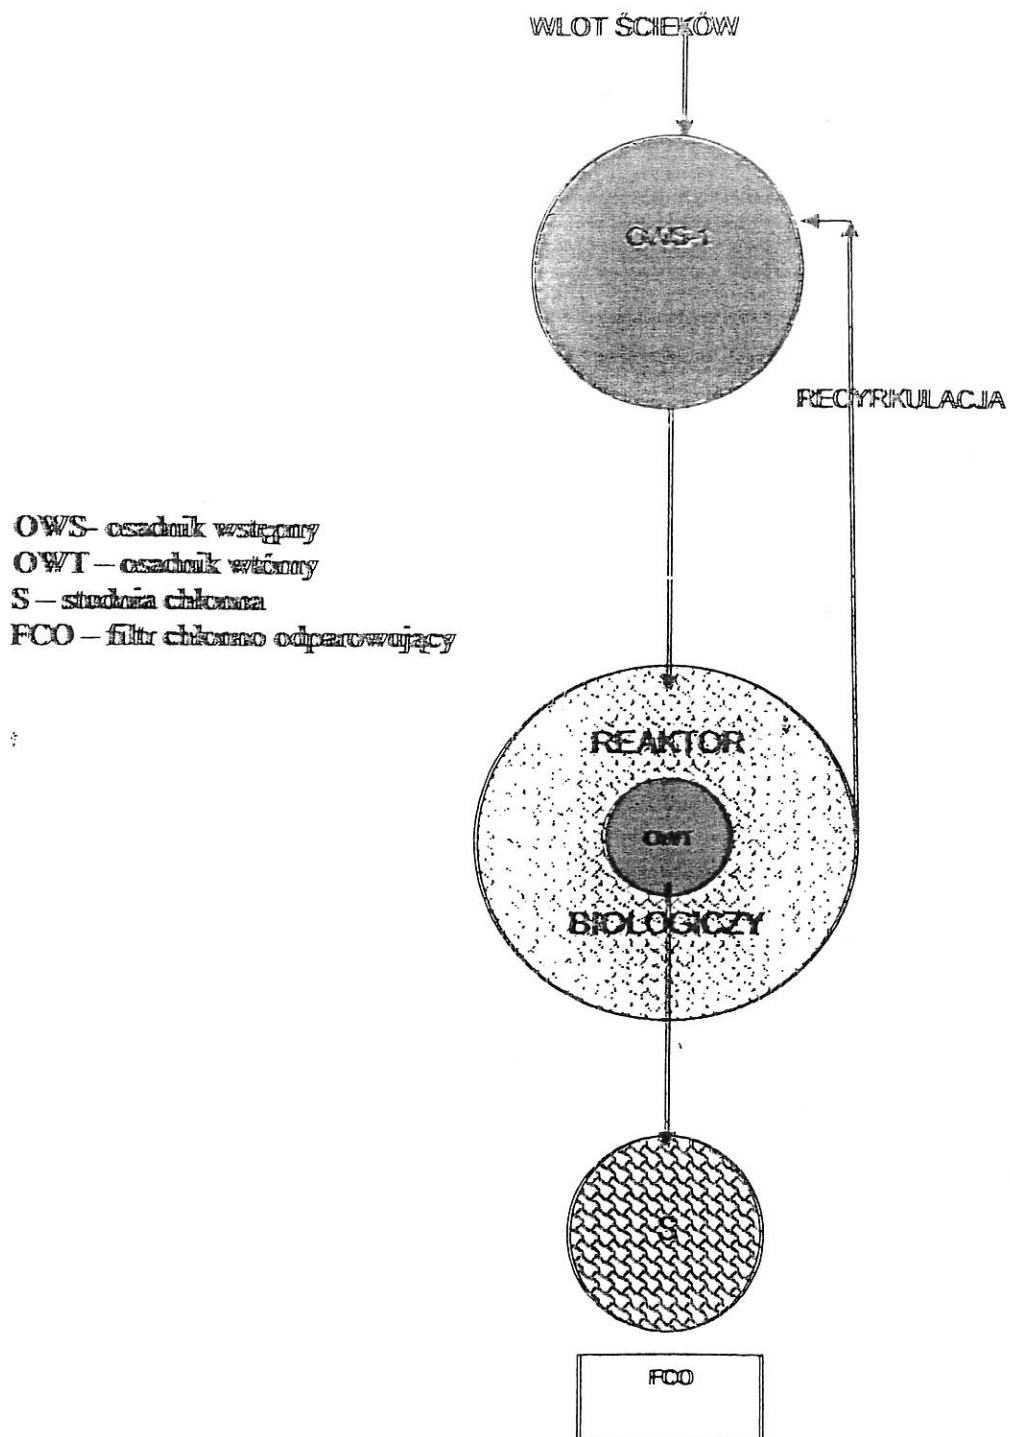 WLOT ŚCIEKÓW
OWS-1
RECYRKULACJA
OWS- osadnik wstępny
OWT – osadnik wtórny
S – studnia chłonna
FCO – filtr chłonno odparowujący
REAKTOR
OWT
BIOLOGICZY
S
FCO